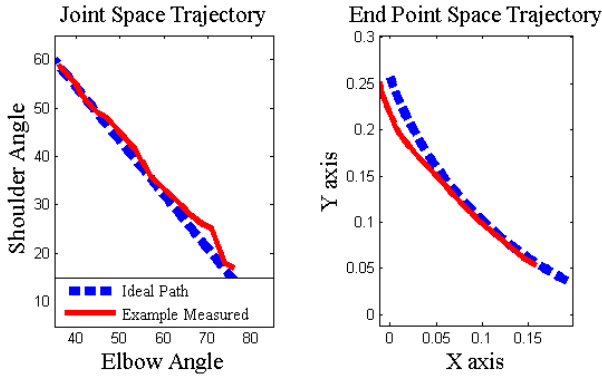 Joint Space Trajectory
60
50
40
30
20
10
Shoulder Angle
Ideal Path
Example Measured
40 50 60 70 80
Elbow Angle
End Point Space Trajectory
0.3
0.25
0.2
0.15
0.1
0.05
0
Y axis
0 0.05 0.1 0.15
X axis